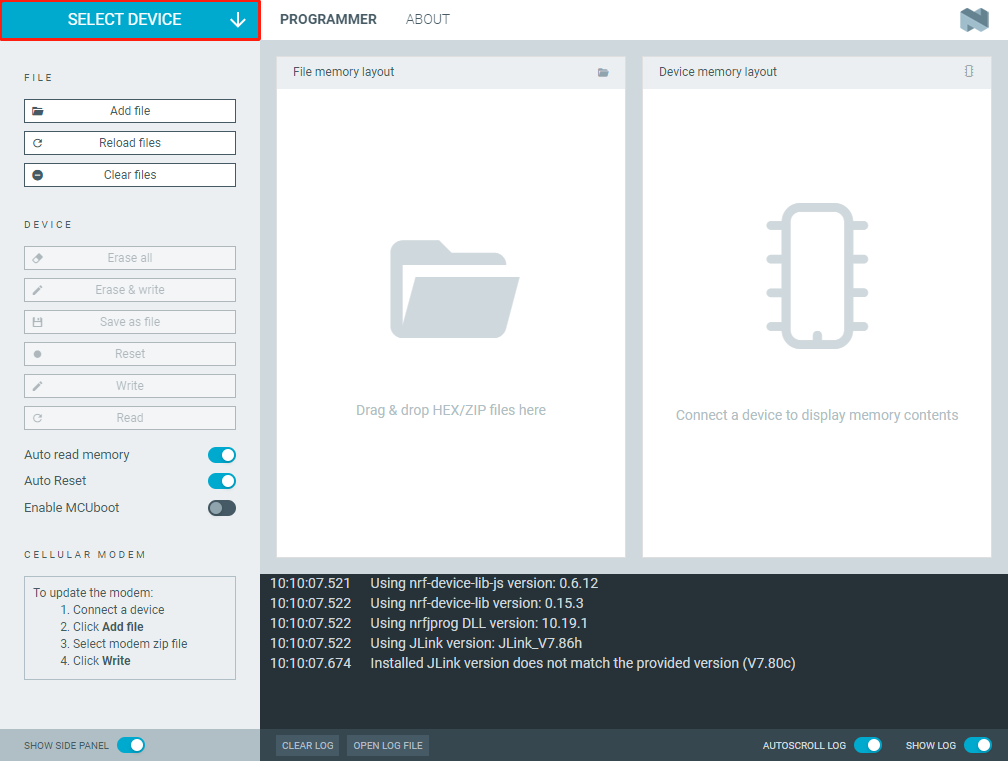 SELECT DEVICE
PROGRAMMER
ABOUT
FILE
Add file
Reload files
Clear files
DEVICE
Erase all
Erase & write
Save as file
Reset
Write
Read
Auto read memory
Auto Reset
Enable MCUboot
CELLULAR MODEM
To update the modem:
1. Connect a device
2. Click Add file
3. Select modem zip file
4. Click Write
SHOW SIDE PANEL
File memory layout
Drag & drop HEX/ZIP files here
Device memory layout
Connect a device to display memory contents
10:10:07.521 Using nrf-device-lib-js version: 0.6.12
10:10:07.522 Using nrf-device-lib version: 0.15.3
10:10:07.522 Using nrfjprog DLL version: 10.19.1
10:10:07.522 Using JLink version: JLink_V7.86h
10:10:07.674 Installed JLink version does not match the provided version (V7.80c)
CLEAR LOG
OPEN LOG FILE
AUTOSCROLL LOG
SHOW LOG